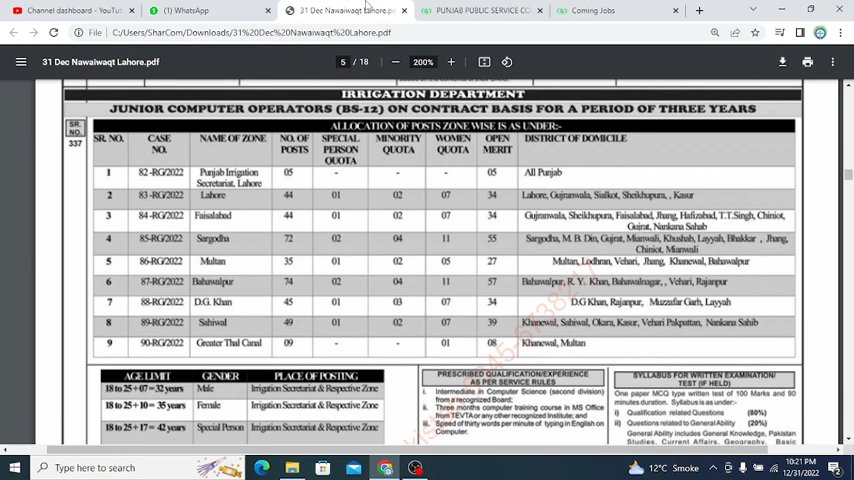 Channel dashboard - YouTub
(1) WhatsApp
31 Dec Nawaiwaqt Lahore.pdf
PUNJAB PUBLIC SERVICE CO
Coming Jobs
File | C:/Users/SharCom/Downloads/31%20Dec%20Nawaiwaqt%20Lahore.pdf
31 Dec Nawaiwaqt Lahore.pdf
5 / 18
200%
IRRIGATION DEPARTMENT
JUNIOR COMPUTER OPERATORS (BS-12) ON CONTRACT BASIS FOR A PERIOD OF THREE YEARS
SR. NO. 337
ALLOCATION OF POSTS ZONE WISE IS AS UNDER:-
SR. NO. CASE NO. NAME OF ZONE NO. OF POSTS SPECIAL PERSON QUOTA MINORITY QUOTA WOMEN QUOTA OPEN MERIT DISTRICT OF DOMICILE
1 82-RG/2022 Punjab Irrigation Secretariat, Lahore 05 - - - 05 All Punjab
2 83-RG/2022 Lahore 44 01 02 07 34 Lahore, Gujranwala, Sialkot, Sheikhupura, , Kasur
3 84-RG/2022 Faisalabad 44 01 02 07 34 Gujranwala, Sheikhupura, Faisalabad, Jhang, Hafizabad, T.T.Singh, Chiniot, Gujrat, Nankana Sahab
4 85-RG/2022 Sargodha 72 02 04 11 55 Sargodha, M. B. Din, Gujrat, Mianwali, Khushab, Layyah, Bhakkar , Jhang, Chiniot, Mianwali
5 86-RG/2022 Multan 35 01 02 05 27 Multan, Lodhran, Vehari, Jhang, Khanewal, Bahawalpur
6 87-RG/2022 Bahawalpur 74 02 04 11 57 Bahawalpur, R. Y. Khan, Bahawalnagar, , Vehari, Rajanpur
7 88-RG/2022 D.G. Khan 45 01 03 07 34 D.G Khan, Rajanpur, Muzzafar Garh, Layyah
8 89-RG/2022 Sahiwal 49 01 02 07 39 Khanewal, Sahiwal, Okara, Kasur, Vehari Pakpattan, Nankana Sahib
9 90-RG/2022 Greater Thal Canal 09 - - 01 08 Khanewal, Multan
AGE LIMIT GENDER PLACE OF POSTING
18 to 25 + 07 = 32 years Male Irrigation Secretariat & Respective Zone
18 to 25 + 10 = 35 years Female Irrigation Secretariat & Respective Zone
18 to 25 + 17 = 42 years Special Person Irrigation Secretariat & Respective Zone
PRESCRIBED QUALIFICATION/EXPERIENCE
AS PER SERVICE RULES
i. Intermediate in Computer Science (second division)
from a recognized Board;
ii. Three months computer training course in MS Office
from TEVTA or any other recognized Institute; and
iii. Speed of thirty words per minute of typing in English on
Computer.
SYLLABUS FOR WRITTEN EXAMINATION/
TEST (IF HELD)
One paper MCQ type written test of 100 Marks and 90
minutes duration. Syllabus is as under:-
i) Qualification related Questions (80%)
ii) Questions related to General Ability (20%)
General Ability includes General Knowledge, Pakistan
Studies, Current Affairs, Geography, Basic
Type here to search
12°C Smoke
10:21 PM
12/31/2022
2